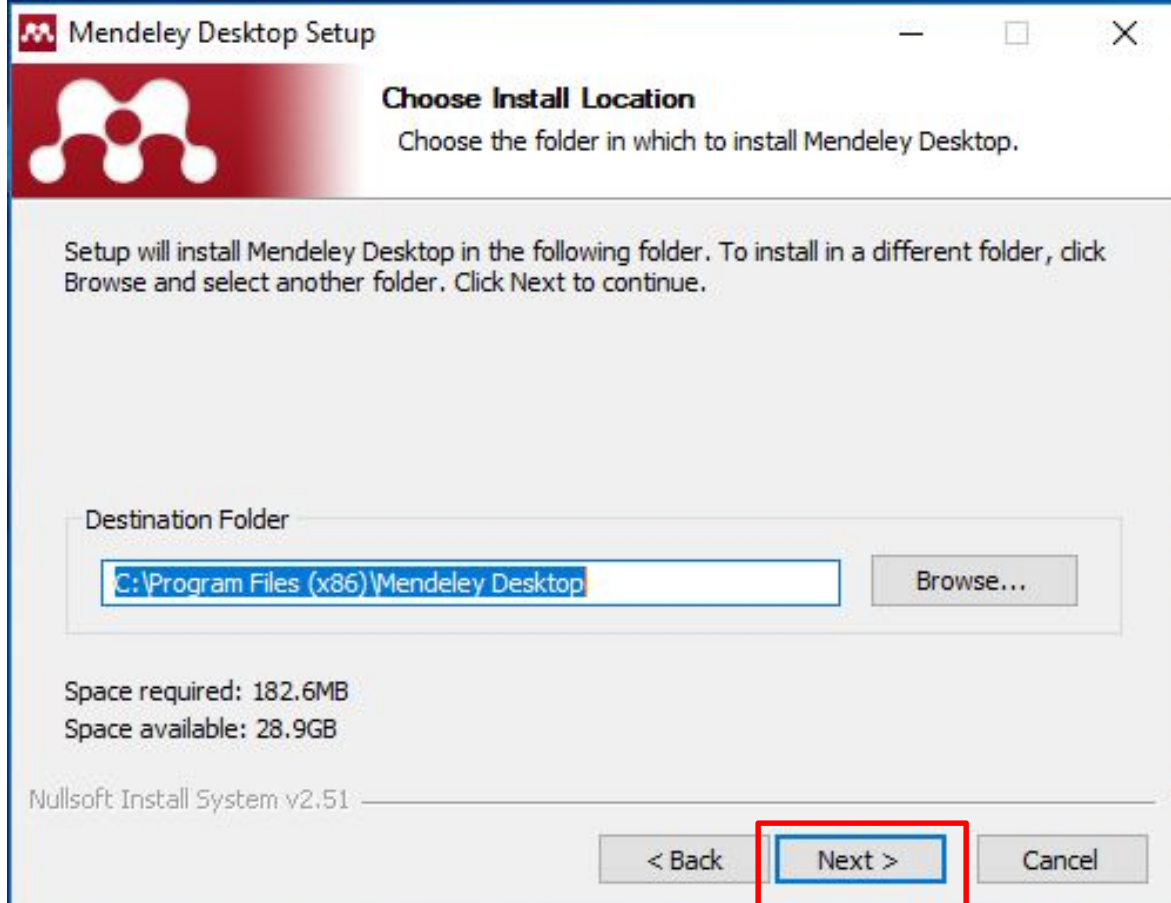 Mendeley Desktop Setup
Choose Install Location
Choose the folder in which to install Mendeley Desktop.
Setup will install Mendeley Desktop in the following folder. To install in a different folder, click
Browse and select another folder. Click Next to continue.
Destination Folder
C:\Program Files (x86)\Mendeley Desktop
Browse...
Space required: 182.6MB
Space available: 28.9GB
Nullsoft Install System v2.51
< Back
Next >
Cancel